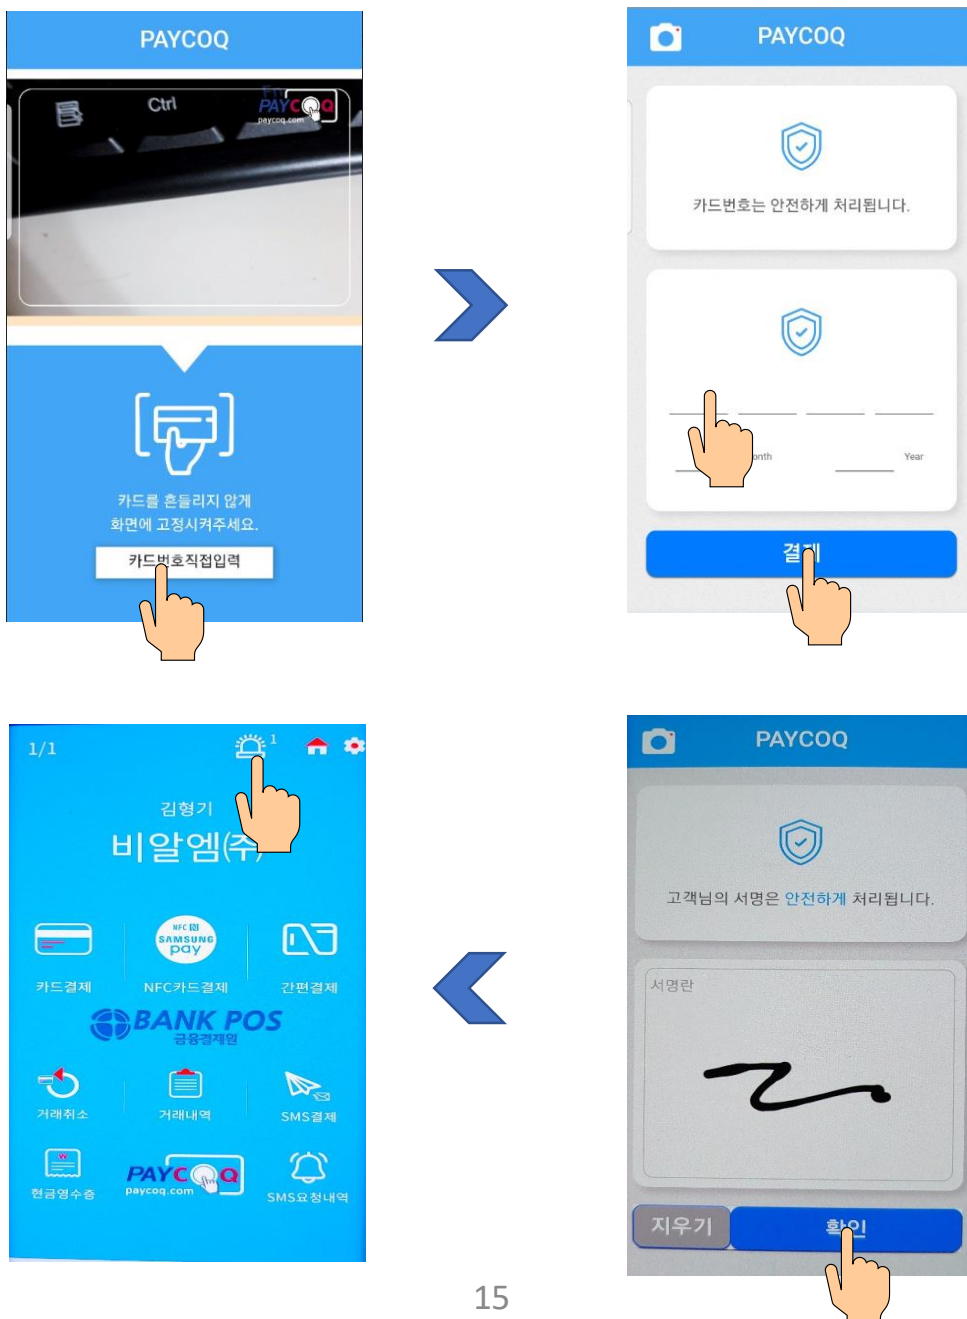 PAYCOQ
Ctrl
PAYCOQ
paycoq.com
카드를 흔들리지 않게
화면에 고정시켜주세요.
카드번호직접입력
PAYCOQ
카드번호는 안전하게 처리됩니다.
Year
결제
1/1
1
김형기
비알엠(주)
NFC
SAMSUNG
pay
카드결제
NFC카드결제
간편결제
BANK POS
금융결제원
거래취소
거래내역
SMS결제
W
현금영수증
PAYCOQ
paycoq.com
SMS요청내역
PAYCOQ
고객님의 서명은 안전하게 처리됩니다.
서명란
지우기
확인
15